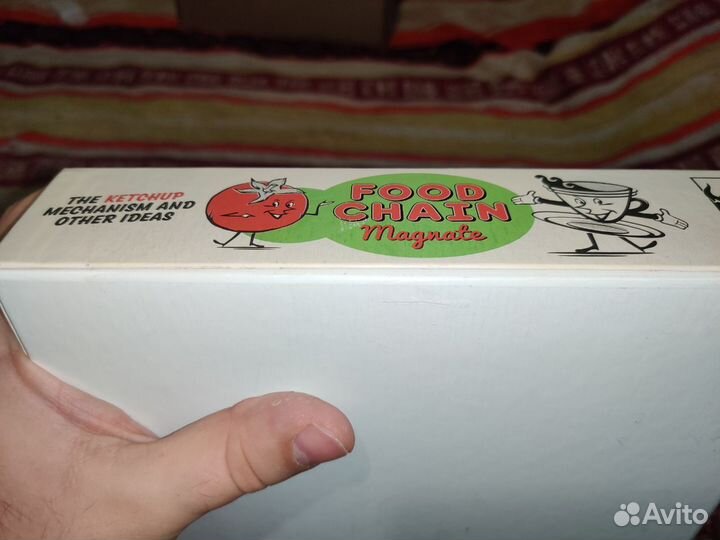 THE KETCHUP
MECHANISM AND
OTHER IDEAS
FOOD
CHAIN
Magnate
Avito